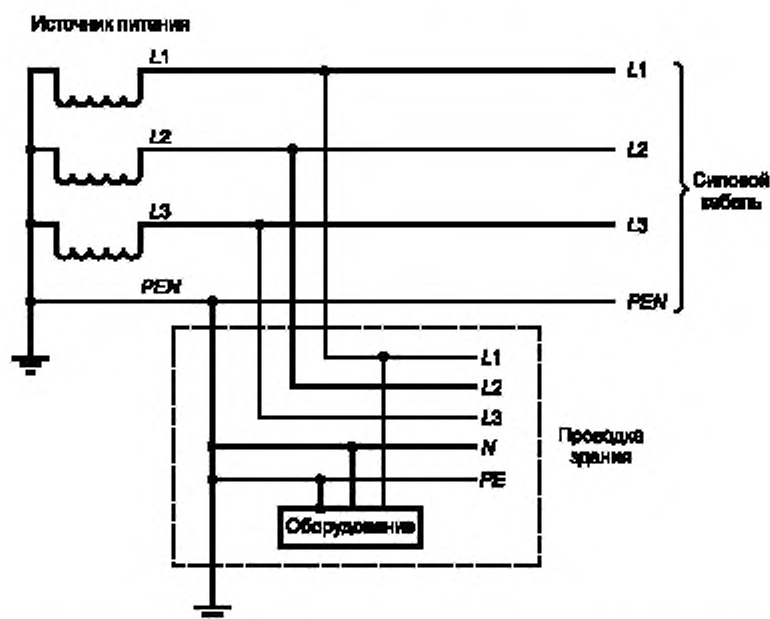 Источник питания
L1
L1
L2
L2
Силовой
кабель
L3
L3
PEN
PEN
L1
L2
L3
Проводка
здания
N
PE
Оборудование